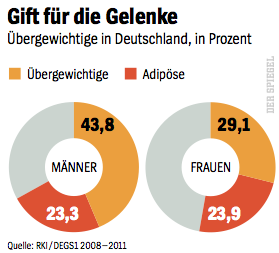 Gift für die Gelenke
Übergewichtige in Deutschland, in Prozent
Übergewichtige
Adipöse
DER SPIEGEL
43,8
MÄNNER
23,3
29,1
FRAUEN
23,9
Quelle: RKI/DEGS1 2008–2011